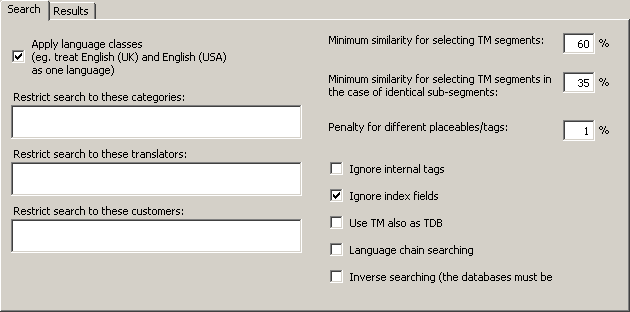 Search
Results
Apply language classes
(eg. treat English (UK) and English (USA)
as one language)
Restrict search to these categories:
Restrict search to these translators:
Restrict search to these customers:
Minimum similarity for selecting TM segments: 60 %
Minimum similarity for selecting TM segments in
the case of identical sub-segments: 35 %
Penalty for different placeables/tags: 1 %
Ignore internal tags
Ignore index fields
Use TM also as TDB
Language chain searching
Inverse searching (the databases must be